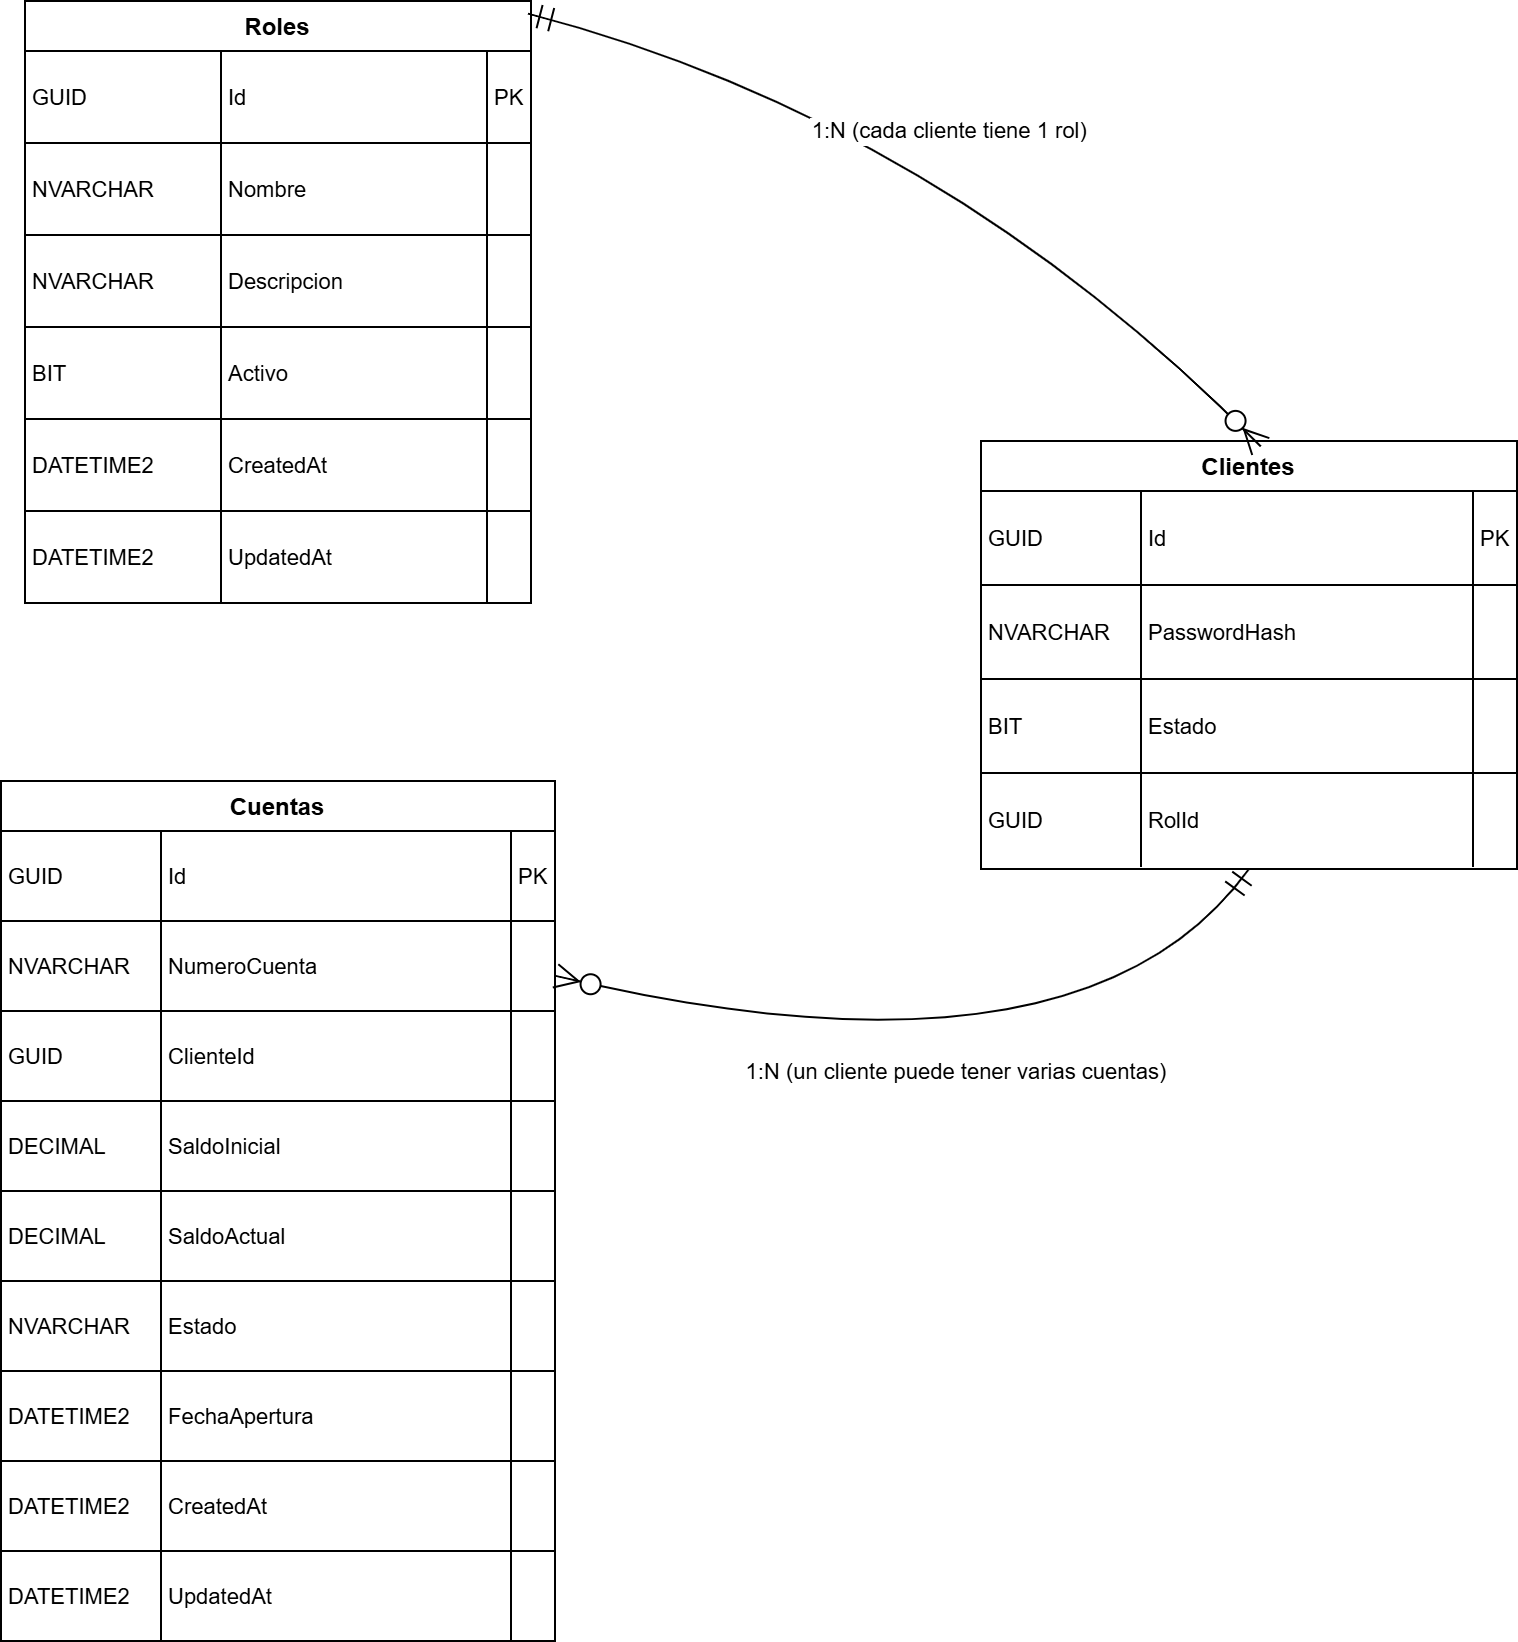 Roles
GUID Id PK
NVARCHAR Nombre
NVARCHAR Descripcion
BIT Activo
DATETIME2 CreatedAt
DATETIME2 UpdatedAt
1:N (cada cliente tiene 1 rol)
Clientes
GUID Id PK
NVARCHAR PasswordHash
BIT Estado
GUID RolId
Cuentas
GUID Id PK
NVARCHAR NumeroCuenta
GUID ClienteId
DECIMAL SaldoInicial
DECIMAL SaldoActual
NVARCHAR Estado
DATETIME2 FechaApertura
DATETIME2 CreatedAt
DATETIME2 UpdatedAt
1:N (un cliente puede tener varias cuentas)